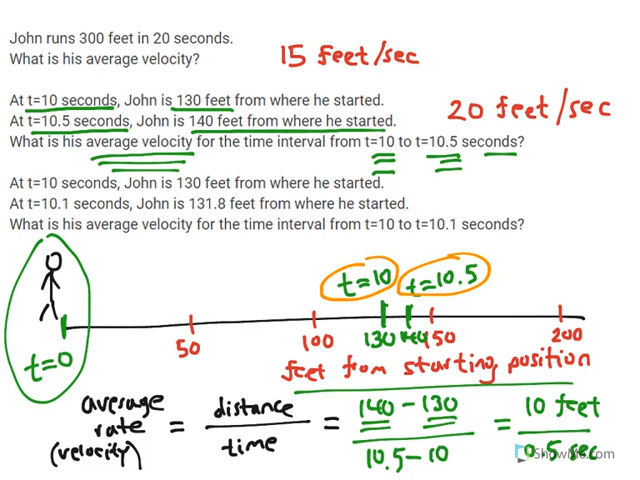 John runs 300 feet in 20 seconds.
What is his average velocity?
15 feet/sec
At t=10 seconds, John is 130 feet from where he started.
At t=10.5 seconds, John is 140 feet from where he started.
20 feet/sec
What is his average velocity for the time interval from t=10 to t=10.5 seconds?
At t=10 seconds, John is 130 feet from where he started.
At t=10.1 seconds, John is 131.8 feet from where he started.
What is his average velocity for the time interval from t=10 to t=10.1 seconds?
t=10 t=10.5
50 100 130 140 150 200
t=0
feet from starting position
average rate (velocity) = distance / time = 140 - 130 / 10.5 - 10 = 10 feet / 0.5 sec
ShowMe.com